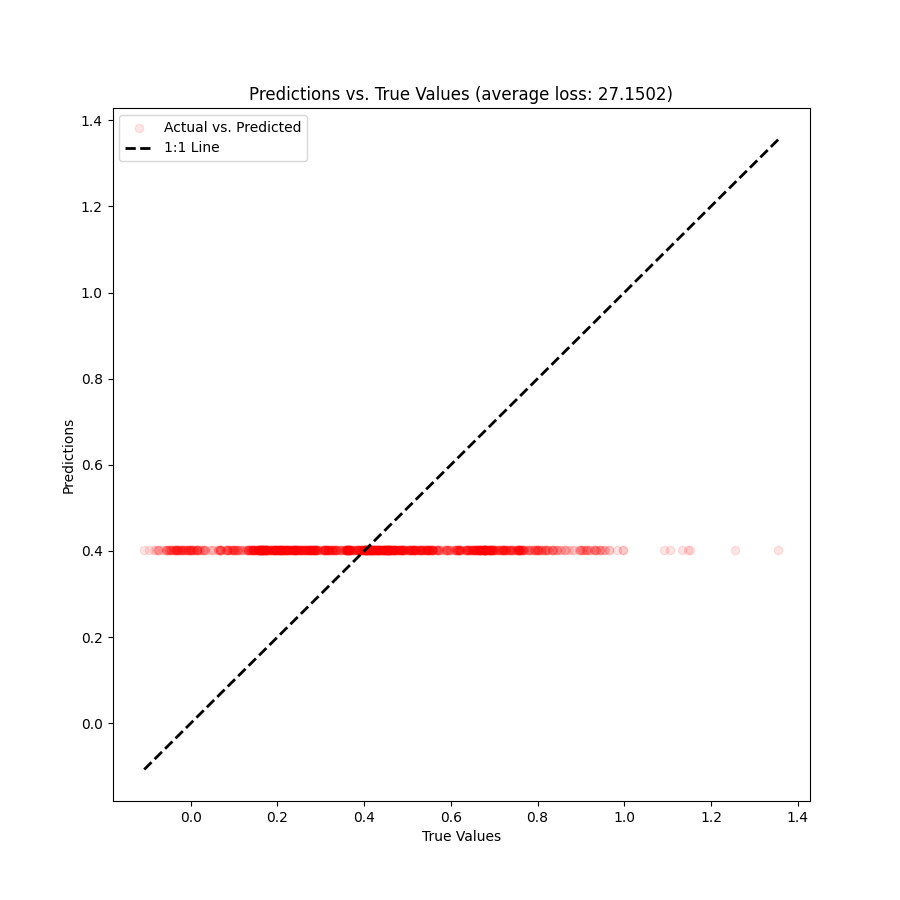 Predictions vs. True Values (average loss: 27.1502)
Actual vs. Predicted
1:1 Line
1.4
1.2
1.0
0.8
0.6
0.4
0.2
0.0
Predictions
0.0 0.2 0.4 0.6 0.8 1.0 1.2 1.4
True Values